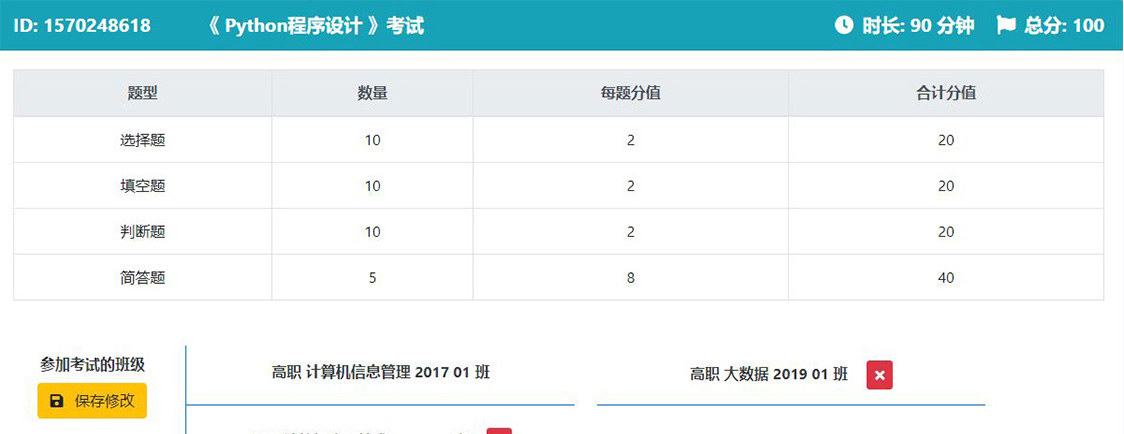 ID: 1570248618 《 Python程序设计 》考试 时长: 90 分钟 总分: 100
题型 数量 每题分值 合计分值
选择题 10 2 20
填空题 10 2 20
判断题 10 2 20
简答题 5 8 40
参加考试的班级 高职 计算机信息管理 2017 01 班 高职 大数据 2019 01 班
保存修改